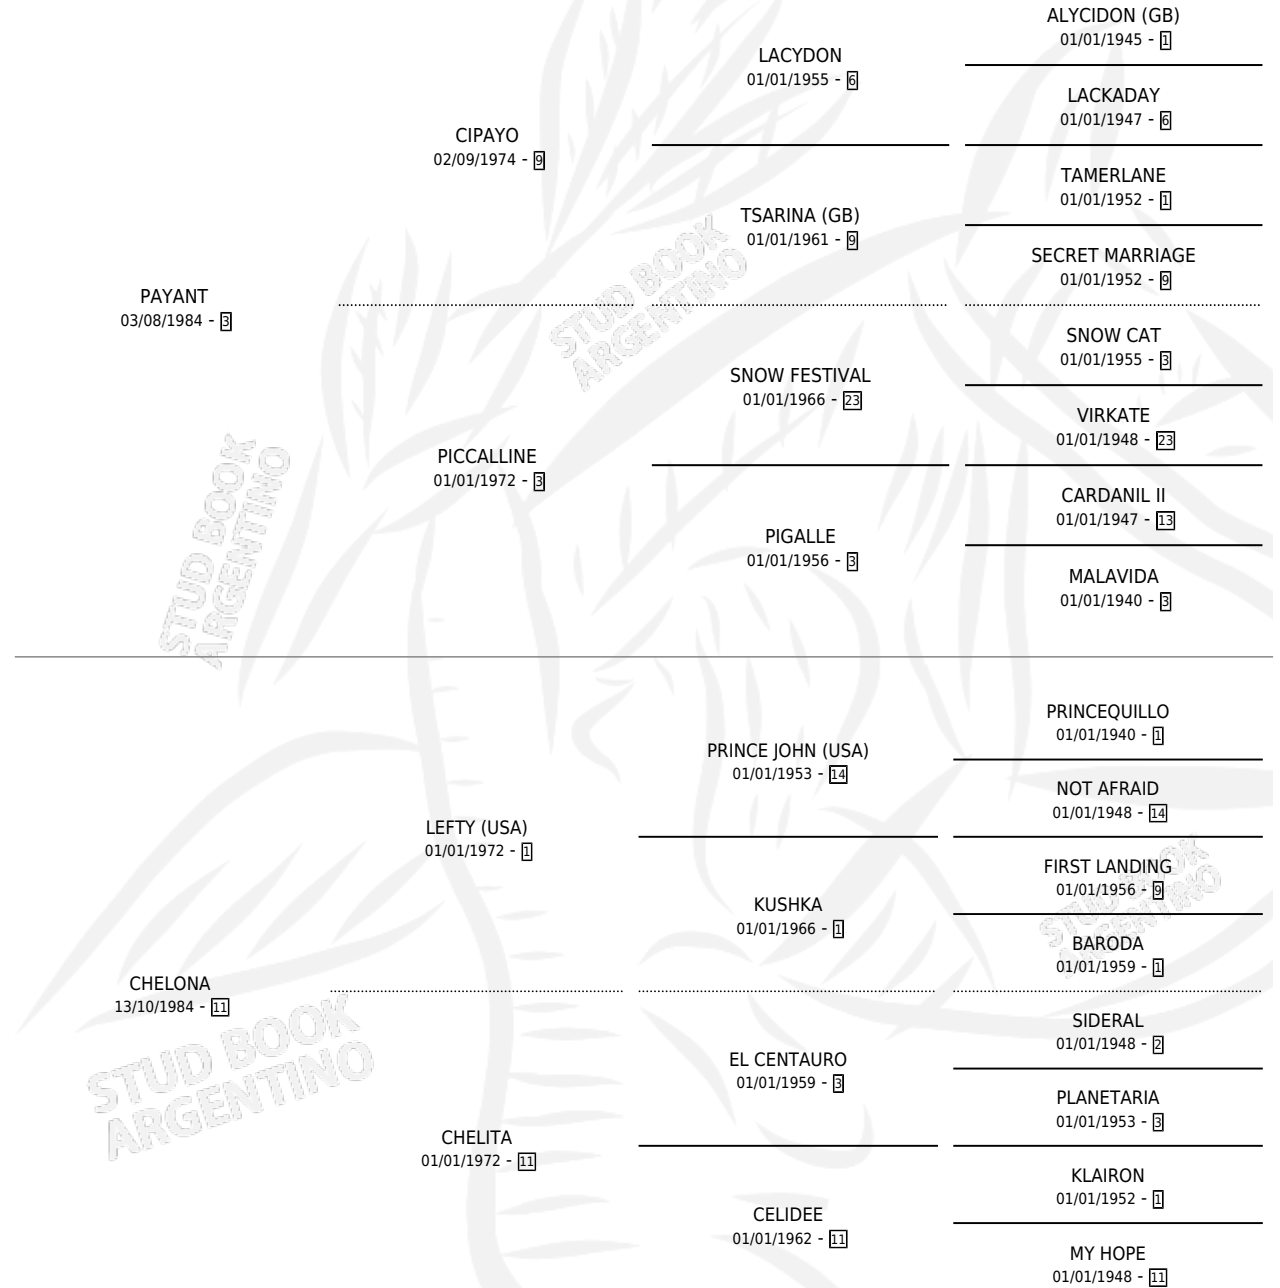 ALYCIDON (GB)
01/01/1945 - 1
LACYDON
01/01/1955 - 6
LACKADAY
01/01/1947 - 6
CIPAYO
02/09/1974 - 9
TAMERLANE
01/01/1952 - 1
TSARINA (GB)
01/01/1961 - 9
SECRET MARRIAGE
01/01/1952 - 9
PAYANT
03/08/1984 - 3
SNOW CAT
01/01/1955 - 3
SNOW FESTIVAL
01/01/1966 - 23
VIRKATE
01/01/1948 - 23
PICCALLINE
01/01/1972 - 3
CARDANIL II
01/01/1947 - 13
PIGALLE
01/01/1956 - 3
MALAVIDA
01/01/1940 - 3
STUD BOOK
ARGENTINO
STUD BOOK
ARGENTINO
PRINCEQUILLO
01/01/1940 - 1
PRINCE JOHN (USA)
01/01/1953 - 14
NOT AFRAID
01/01/1948 - 14
LEFTY (USA)
01/01/1972 - 1
FIRST LANDING
01/01/1956 - 9
KUSHKA
01/01/1966 - 1
BARODA
01/01/1959 - 1
CHELONA
13/10/1984 - 11
SIDERAL
01/01/1948 - 2
EL CENTAURO
01/01/1959 - 3
PLANETARIA
01/01/1953 - 3
CHELITA
01/01/1972 - 11
KLAIRON
01/01/1952 - 1
CELIDEE
01/01/1962 - 11
MY HOPE
01/01/1948 - 11
STUD BOOK
ARGENTINO
STUD BOOK
ARGENTINO